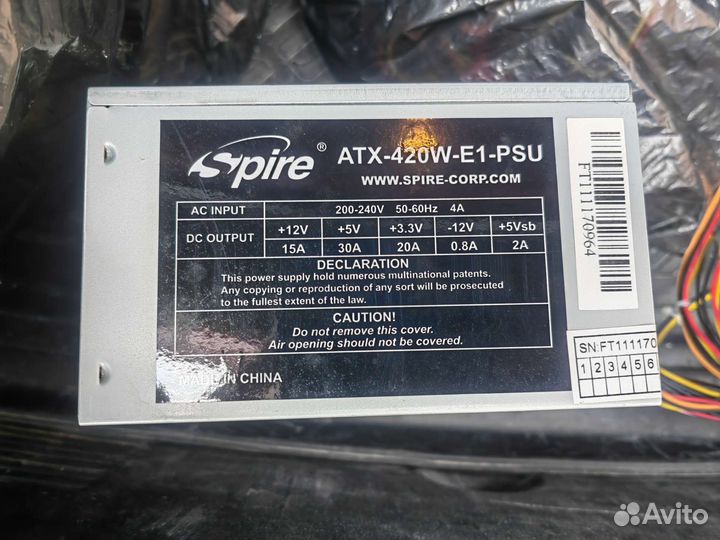 Spire® ATX-420W-E1-PSU
WWW.SPIRE-CORP.COM
AC INPUT 200-240V 50-60Hz 4A
DC OUTPUT +12V +5V +3.3V -12V +5Vsb
15A 30A 20A 0.8A 2A
DECLARATION
This power supply hold numerous multinational patents.
Any copying or reproduction of any sort will be prosecuted
to the fullest extent of the law.
CAUTION!
Do not remove this cover.
Air opening should not be covered.
MADE IN CHINA
FT111170964
SN:FT111170
1 2 3 4 5 6
Avito